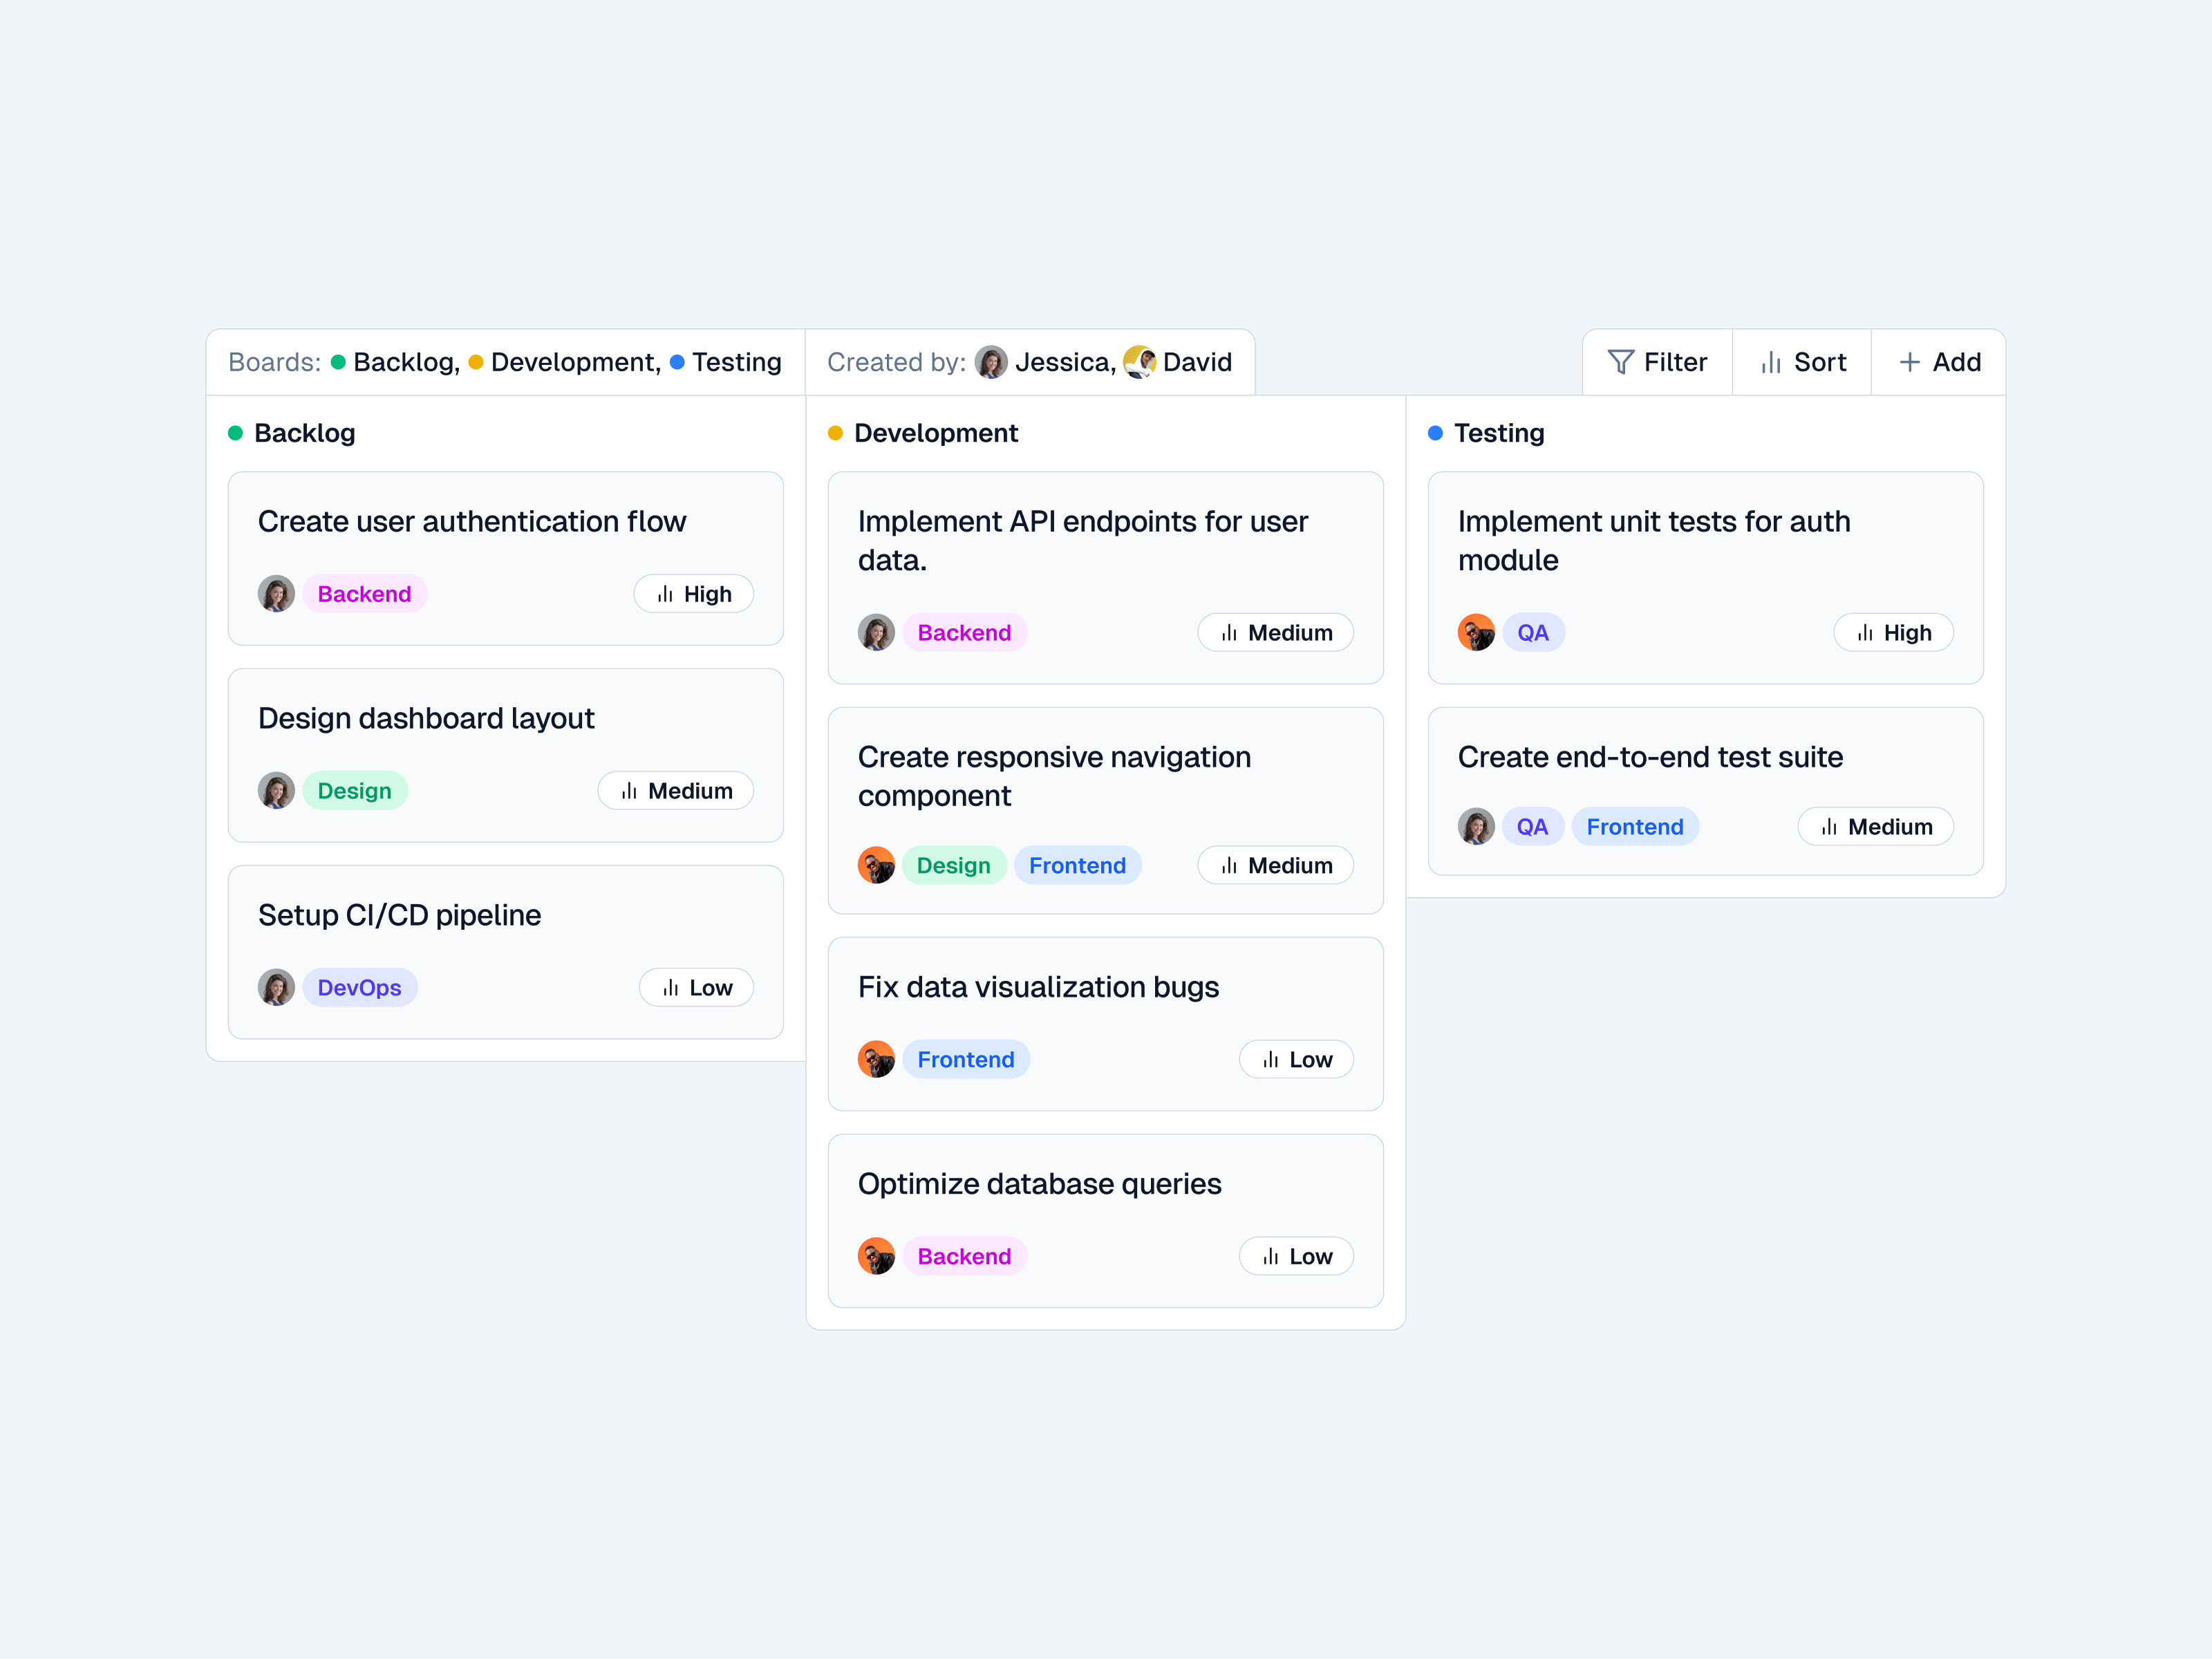 Boards: Backlog, Development, Testing
Created by: Jessica, David
Filter
Sort
Add
Backlog
Create user authentication flow
Backend
High
Design dashboard layout
Design
Medium
Setup CI/CD pipeline
DevOps
Low
Development
Implement API endpoints for user
data.
Backend
Medium
Create responsive navigation
component
Design
Frontend
Medium
Fix data visualization bugs
Frontend
Low
Optimize database queries
Backend
Low
Testing
Implement unit tests for auth
module
QA
High
Create end-to-end test suite
QA
Frontend
Medium